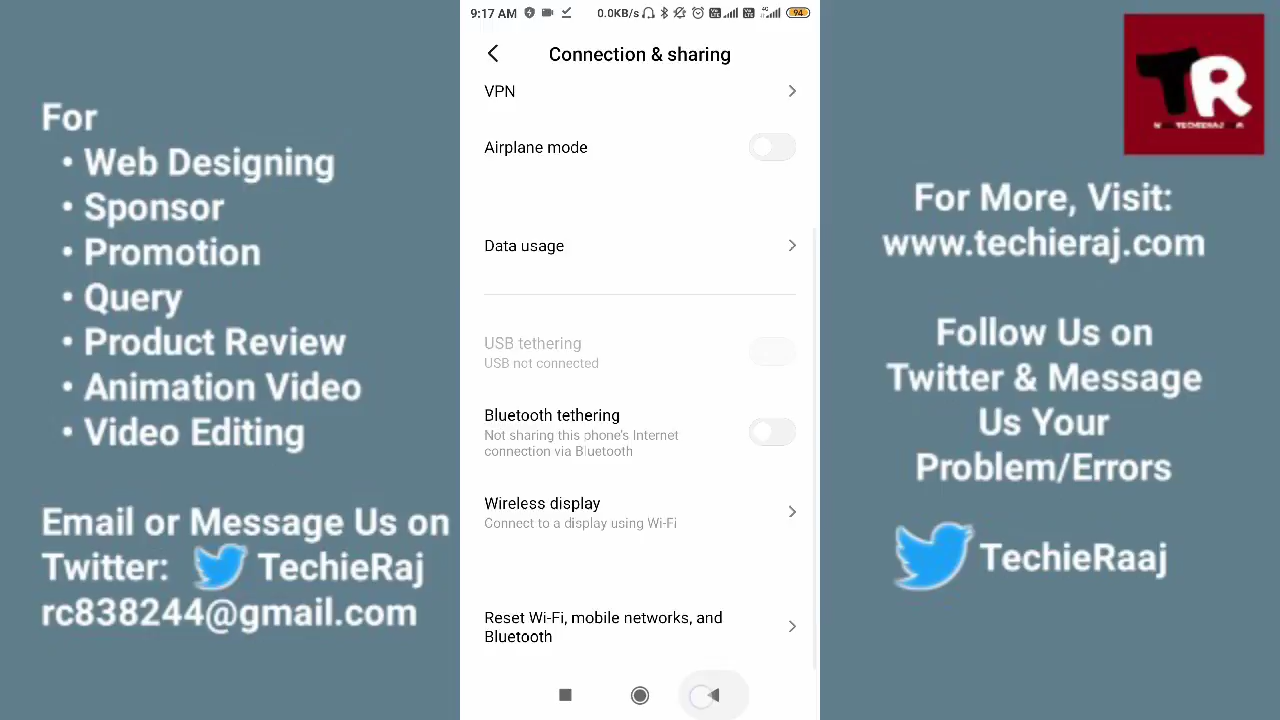 For
• Web Designing
• Sponsor
• Promotion
• Query
• Product Review
• Animation Video
• Video Editing
Email or Message Us on
Twitter: TechieRaj
rc838244@gmail.com
9:17 AM 0.0KB/s 94
Connection & sharing
VPN
Airplane mode
Data usage
USB tethering
USB not connected
Bluetooth tethering
Not sharing this phone's Internet
connection via Bluetooth
Wireless display
Connect to a display using Wi-Fi
Reset Wi-Fi, mobile networks, and
Bluetooth
TR
For More, Visit:
www.techieraj.com
Follow Us on
Twitter & Message
Us Your
Problem/Errors
TechieRaaj